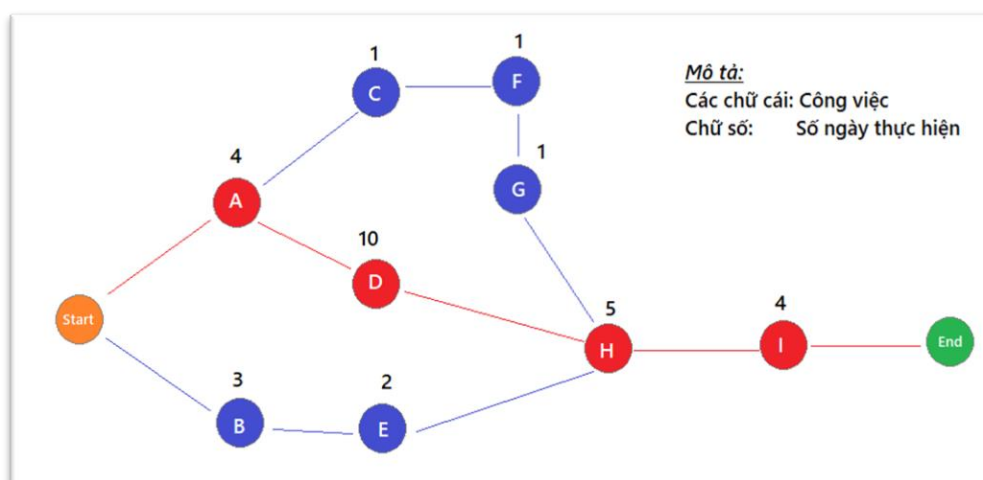 1
C
1
F
Mô tả:
Các chữ cái: Công việc
Chữ số: Số ngày thực hiện
4
A
1
G
10
D
Start
5
H
4
I
End
3
B
2
E